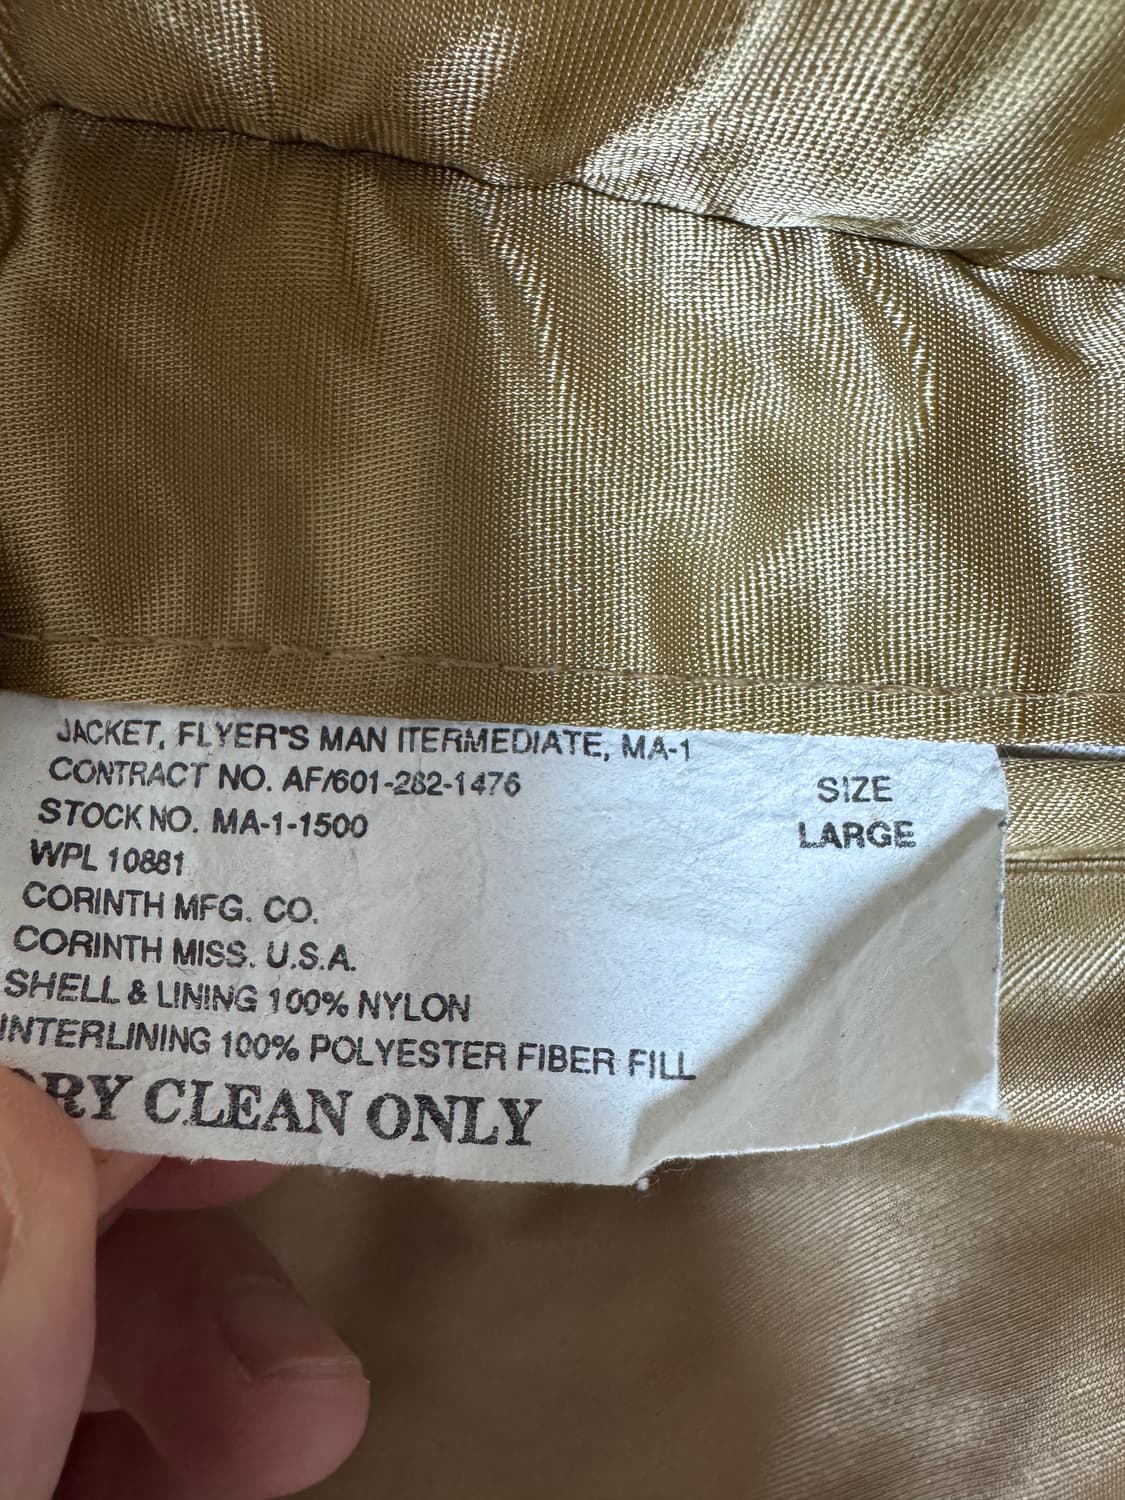 JACKET, FLYER"S MAN ITERMEDIATE, MA-1
CONTRACT NO. AF/601-282-1476
STOCK NO. MA-1-1500
WPL 10881
CORINTH MFG. CO.
CORINTH MISS. U.S.A.
SHELL & LINING 100% NYLON
INTERLINING 100% POLYESTER FIBER FILL
DRY CLEAN ONLY
SIZE
LARGE